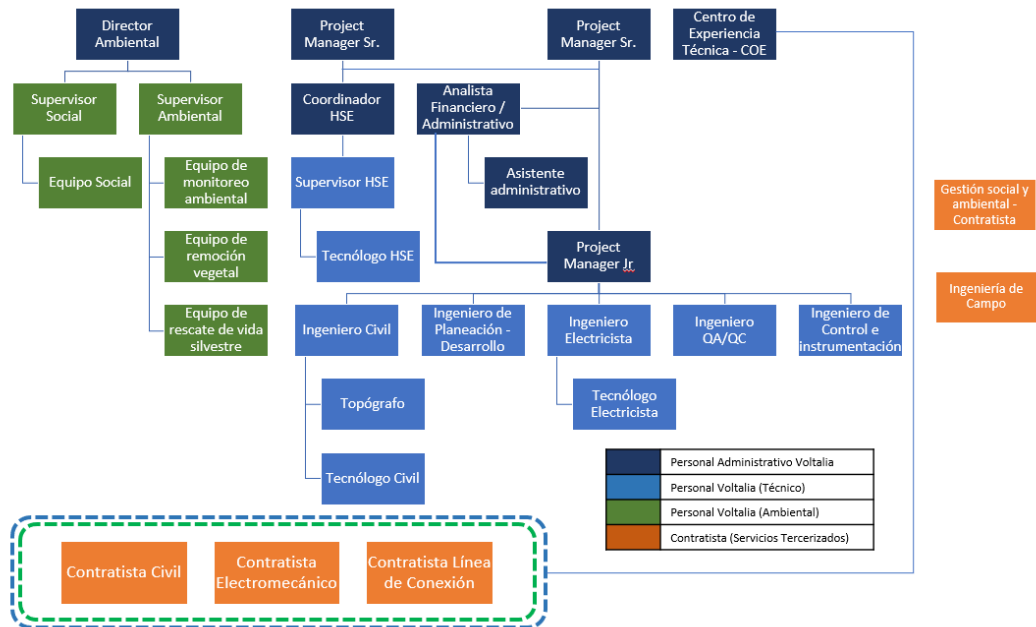 Director
Ambiental
Project
Manager Sr.
Project
Manager Sr.
Centro de
Experiencia
Técnica - COE
Supervisor
Social
Supervisor
Ambiental
Coordinador
HSE
Analista
Financiero /
Administrativo
Equipo Social
Equipo de
monitoreo
ambiental
Supervisor HSE
Asistente
administrativo
Gestión social y
ambiental -
Contratista
Equipo de
remoción
vegetal
Tecnólogo HSE
Project
Manager Jr
Ingeniería de
Campo
Equipo de
rescate de vida
silvestre
Ingeniero Civil
Ingeniero de
Planeación -
Desarrollo
Ingeniero
Electricista
Ingeniero
QA/QC
Ingeniero de
Control e
instrumentación
Topógrafo
Tecnólogo
Electricista
Tecnólogo Civil
Personal Administrativo Voltalia
Personal Voltalia (Técnico)
Personal Voltalia (Ambiental)
Contratista (Servicios Tercerizados)
Contratista Civil
Contratista
Electromecánico
Contratista Línea
de Conexión